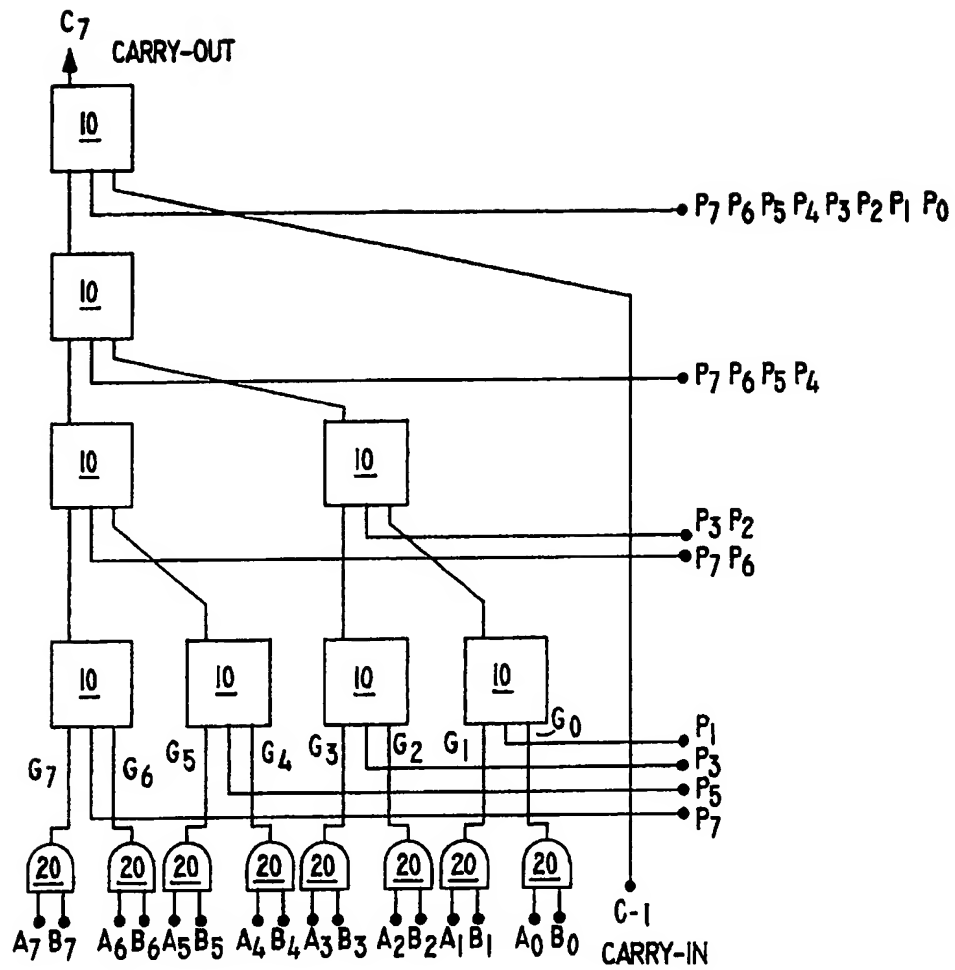 C7
CARRY-OUT
10
P7 P6 P5 P4 P3 P2 P1 P0
10
P7 P6 P5 P4
10 10
P3 P2
P7 P6
10 10 10 10
G7 G6 G5 G4 G3 G2 G1 G0
P1
P3
P5
P7
20 20 20 20 20 20 20 20
A7 B7 A6 B6 A5 B5 A4 B4 A3 B3 A2 B2 A1 B1 A0 B0
C-1
CARRY-IN